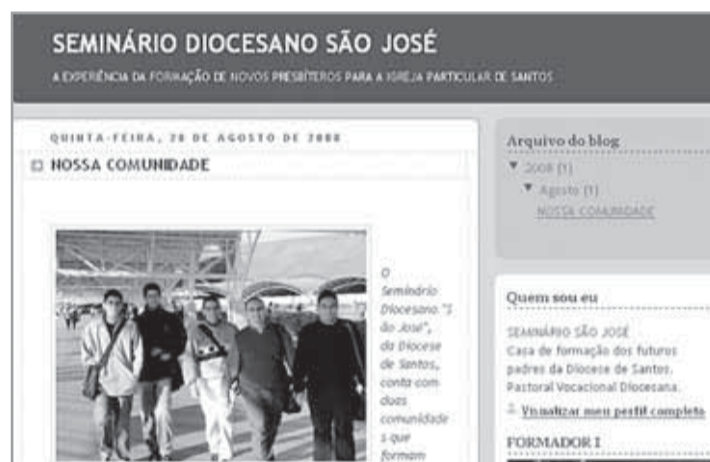 SEMINÁRIO DIOCESANO SÃO JOSÉ
A EXPERIÊNCIA DA FORMAÇÃO DE NOVOS PRESBÍTEROS PARA A IGREJA PARTICULAR DE SANTOS
QUINTA-FEIRA, 28 DE AGOSTO DE 2008
NOSSA COMUNIDADE
O
Seminário
Diocesano "S
ão José",
da Diocese
de Santos,
conta com
duas
comunidade
s que
formam
Arquivo do blog
▼ 2008 (1)
▼ Agosto (1)
NOSSA COMUNIDADE
Quem sou eu
SEMINÁRIO SÃO JOSÉ
Casa de formação dos futuros
padres da Diocese de Santos.
Pastoral Vocacional Diocesana.
Visualizar meu perfil completo
FORMADOR I